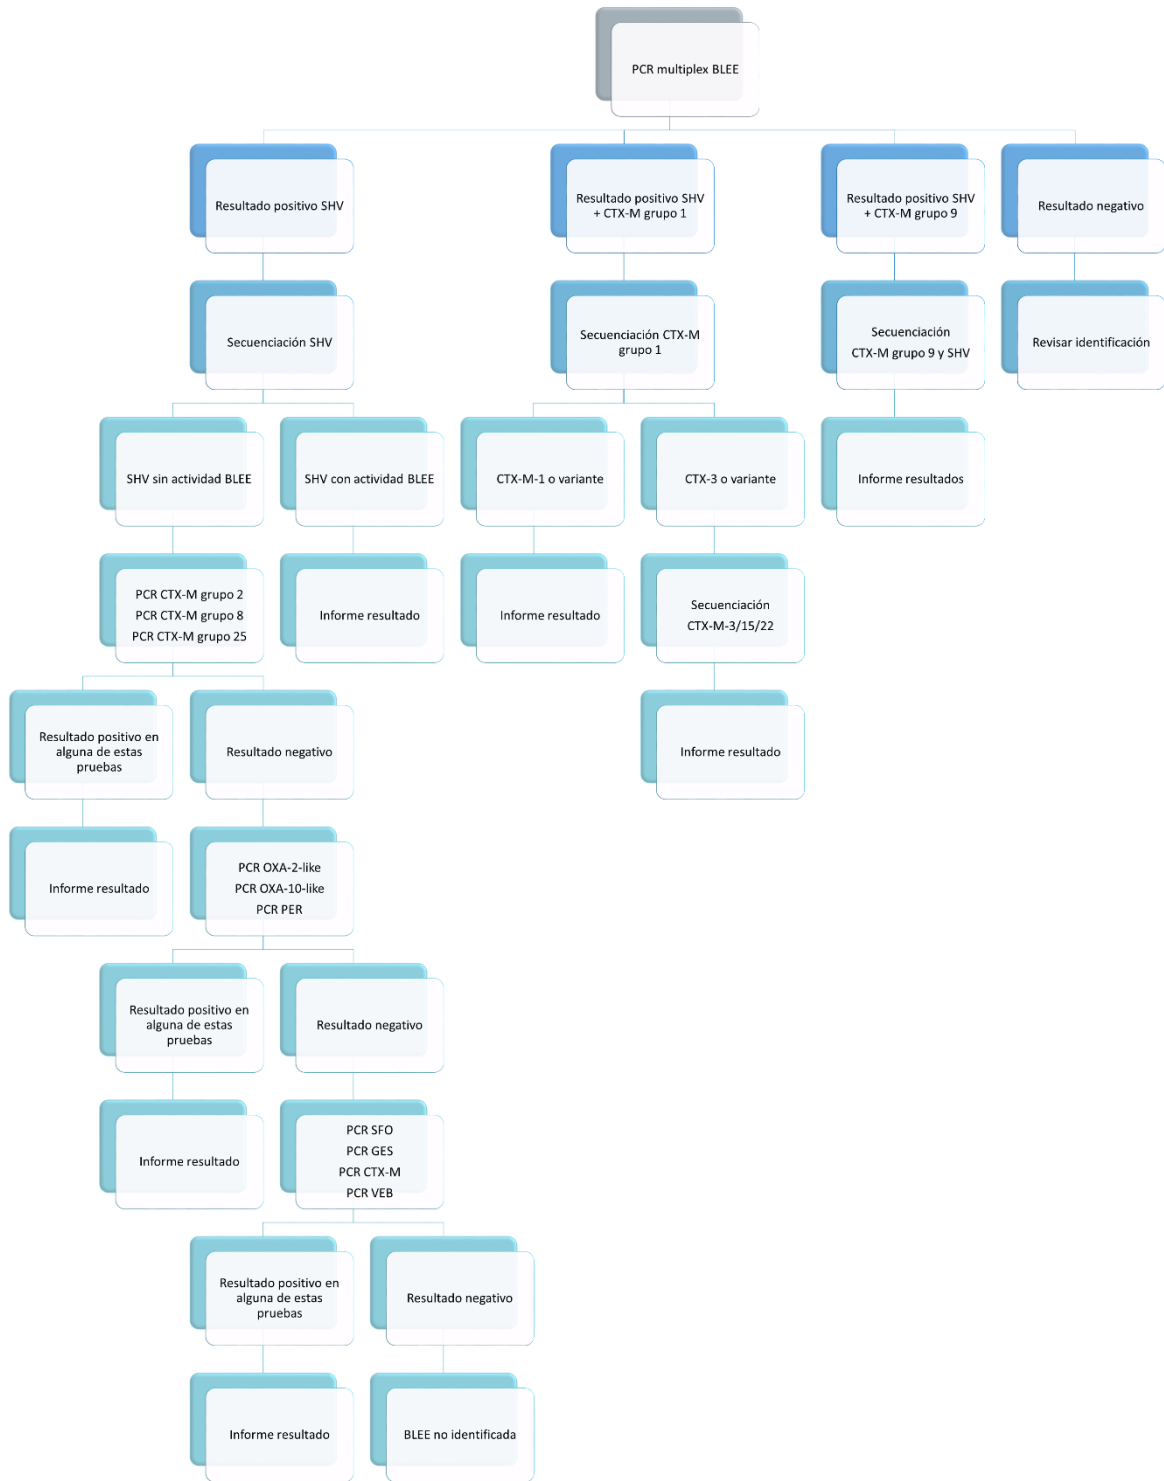 PCR multiplex BLEE
Resultado positivo SHV
Resultado positivo SHV
+ CTX-M grupo 1
Resultado positivo SHV
+ CTX-M grupo 9
Resultado negativo
Secuenciación SHV
Secuenciación CTX-M
grupo 1
Secuenciación
CTX-M grupo 9 y SHV
Revisar identificación
SHV sin actividad BLEE
SHV con actividad BLEE
CTX-M-1 o variante
CTX-3 o variante
Informe resultados
PCR CTX-M grupo 2
PCR CTX-M grupo 8
PCR CTX-M grupo 25
Informe resultado
Informe resultado
Secuenciación
CTX-M-3/15/22
Resultado positivo en
alguna de estas
pruebas
Resultado negativo
Informe resultado
Informe resultado
PCR OXA-2-like
PCR OXA-10-like
PCR PER
Resultado positivo en
alguna de estas
pruebas
Resultado negativo
Informe resultado
PCR SFO
PCR GES
PCR CTX-M
PCR VEB
Resultado positivo en
alguna de estas
pruebas
Resultado negativo
Informe resultado
BLEE no identificada